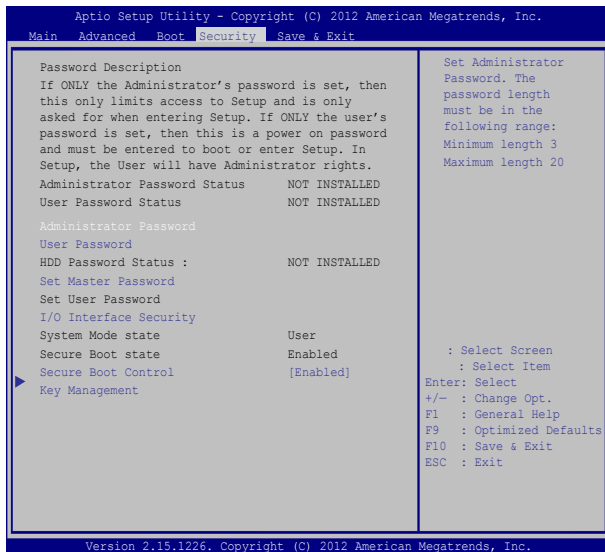 Aptio Setup Utility - Copyright (C) 2012 American Megatrends, Inc.
Main Advanced Boot Security Save & Exit
Password Description
If ONLY the Administrator's password is set, then
this only limits access to Setup and is only
asked for when entering Setup. If ONLY the user's
password is set, then this is a power on password
and must be entered to boot or enter Setup. In
Setup, the User will have Administrator rights.
Administrator Password Status NOT INSTALLED
User Password Status NOT INSTALLED
Administrator Password
User Password
HDD Password Status : NOT INSTALLED
Set Master Password
Set User Password
I/O Interface Security
System Mode state User
Secure Boot state Enabled
Secure Boot Control [Enabled]
Key Management
Set Administrator
Password. The
password length
must be in the
following range:
Minimum length 3
Maximum length 20
: Select Screen
: Select Item
Enter: Select
+/— : Change Opt.
F1 : General Help
F9 : Optimized Defaults
F10 : Save & Exit
ESC : Exit
Version 2.15.1226. Copyright (C) 2012 American Megatrends, Inc.